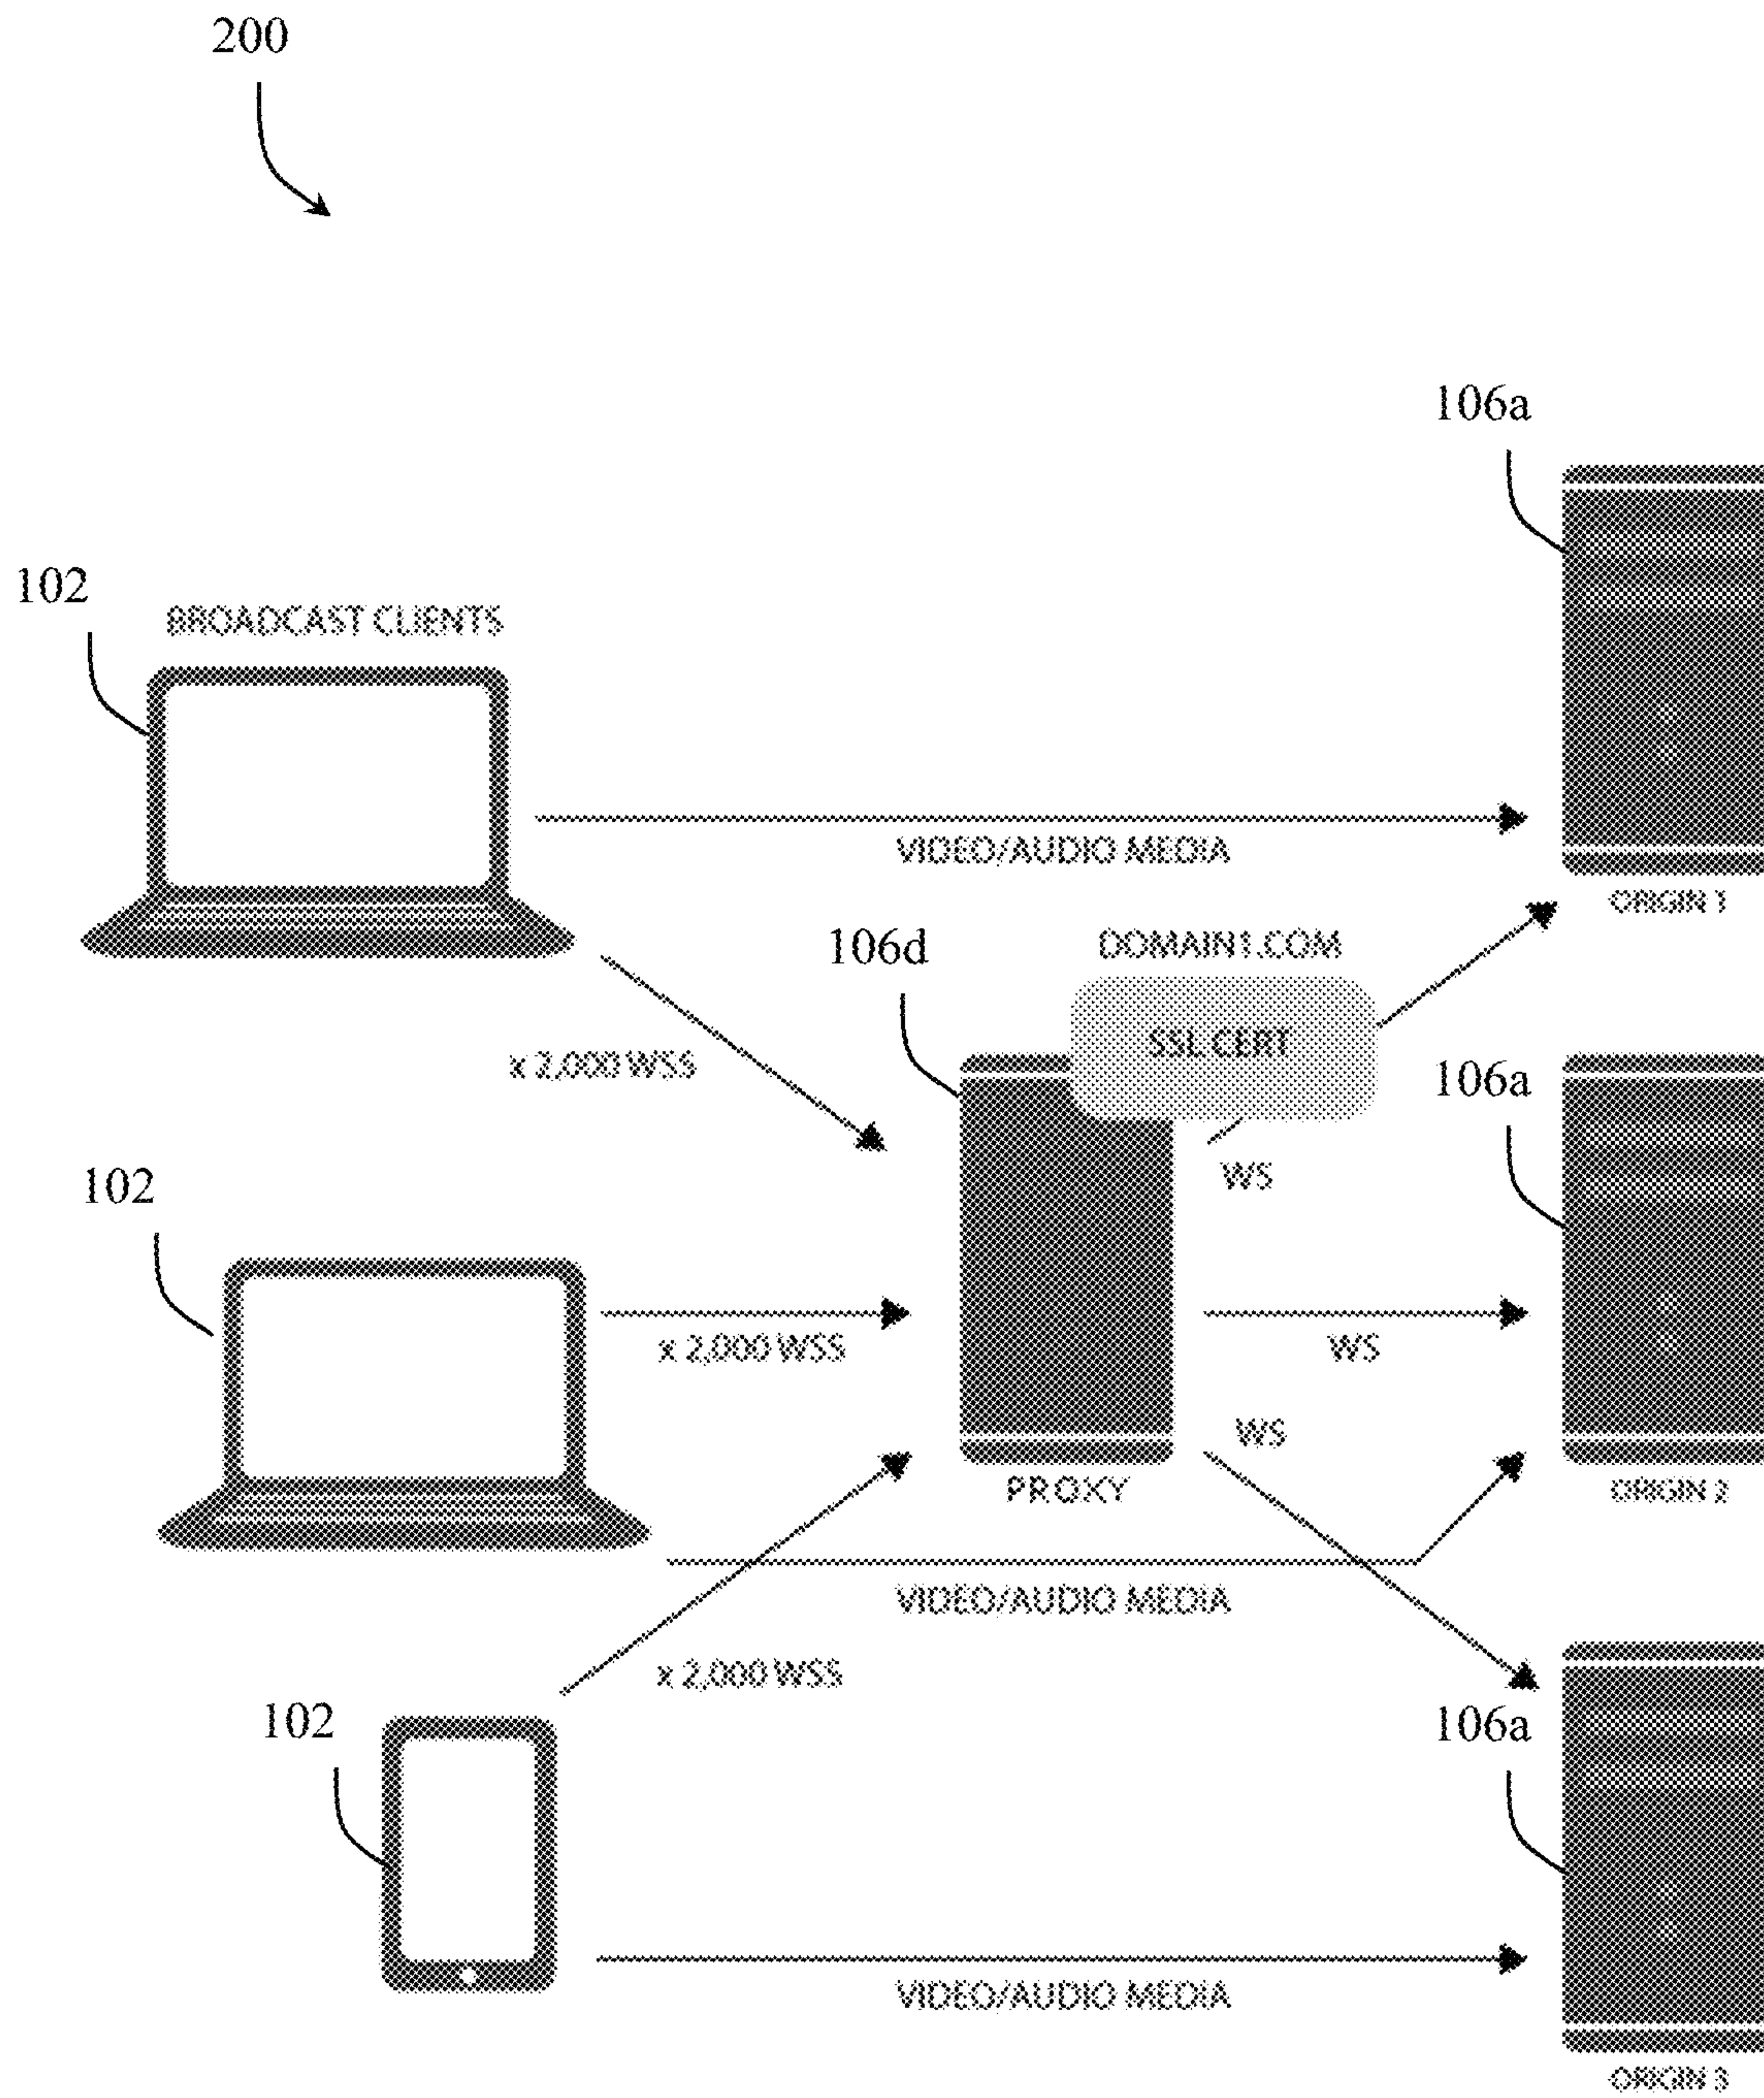 200
106a
102
BROADCAST CLIENTS
VIDEO/AUDIO MEDIA
ORIGIN 1
106d
DOMAIN1.COM
SSL CERT
x 2,000 WSS
106a
WS
102
x 2,000 WSS
WS
WS
PROXY
ORIGIN 2
VIDEO/AUDIO MEDIA
x 2,000 WSS
102
106a
VIDEO/AUDIO MEDIA
ORIGIN 3